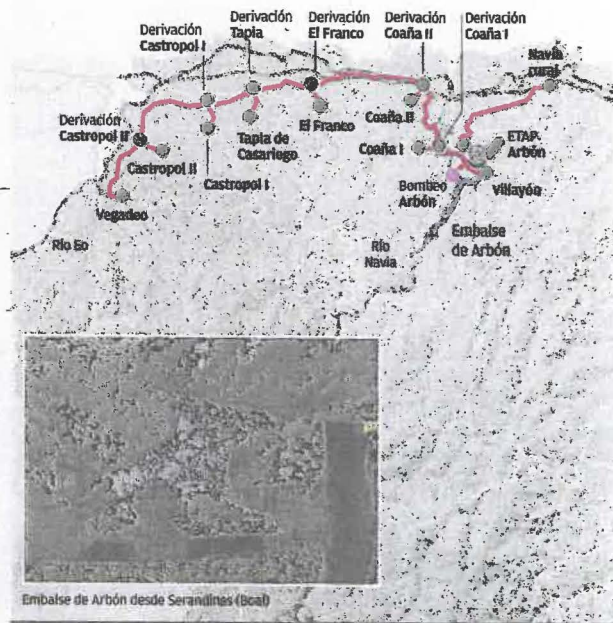 Derivación
Castropol I
Derivación
Tapia
Derivación
El Franco
Derivación
Coaña II
Derivación
Coaña I
Navia
rural
Derivación
Castropol II
Castropol II
Vegadeo
Castropol I
Tapia de
Casariego
El Franco
Coaña II
Coaña I
ETAP.
Arbón
Bombeo
Arbón
Villayón
Río Eo
Río
Navia
Embalse
de Arbón
Embalse de Arbón desde Serandinas (Boal)